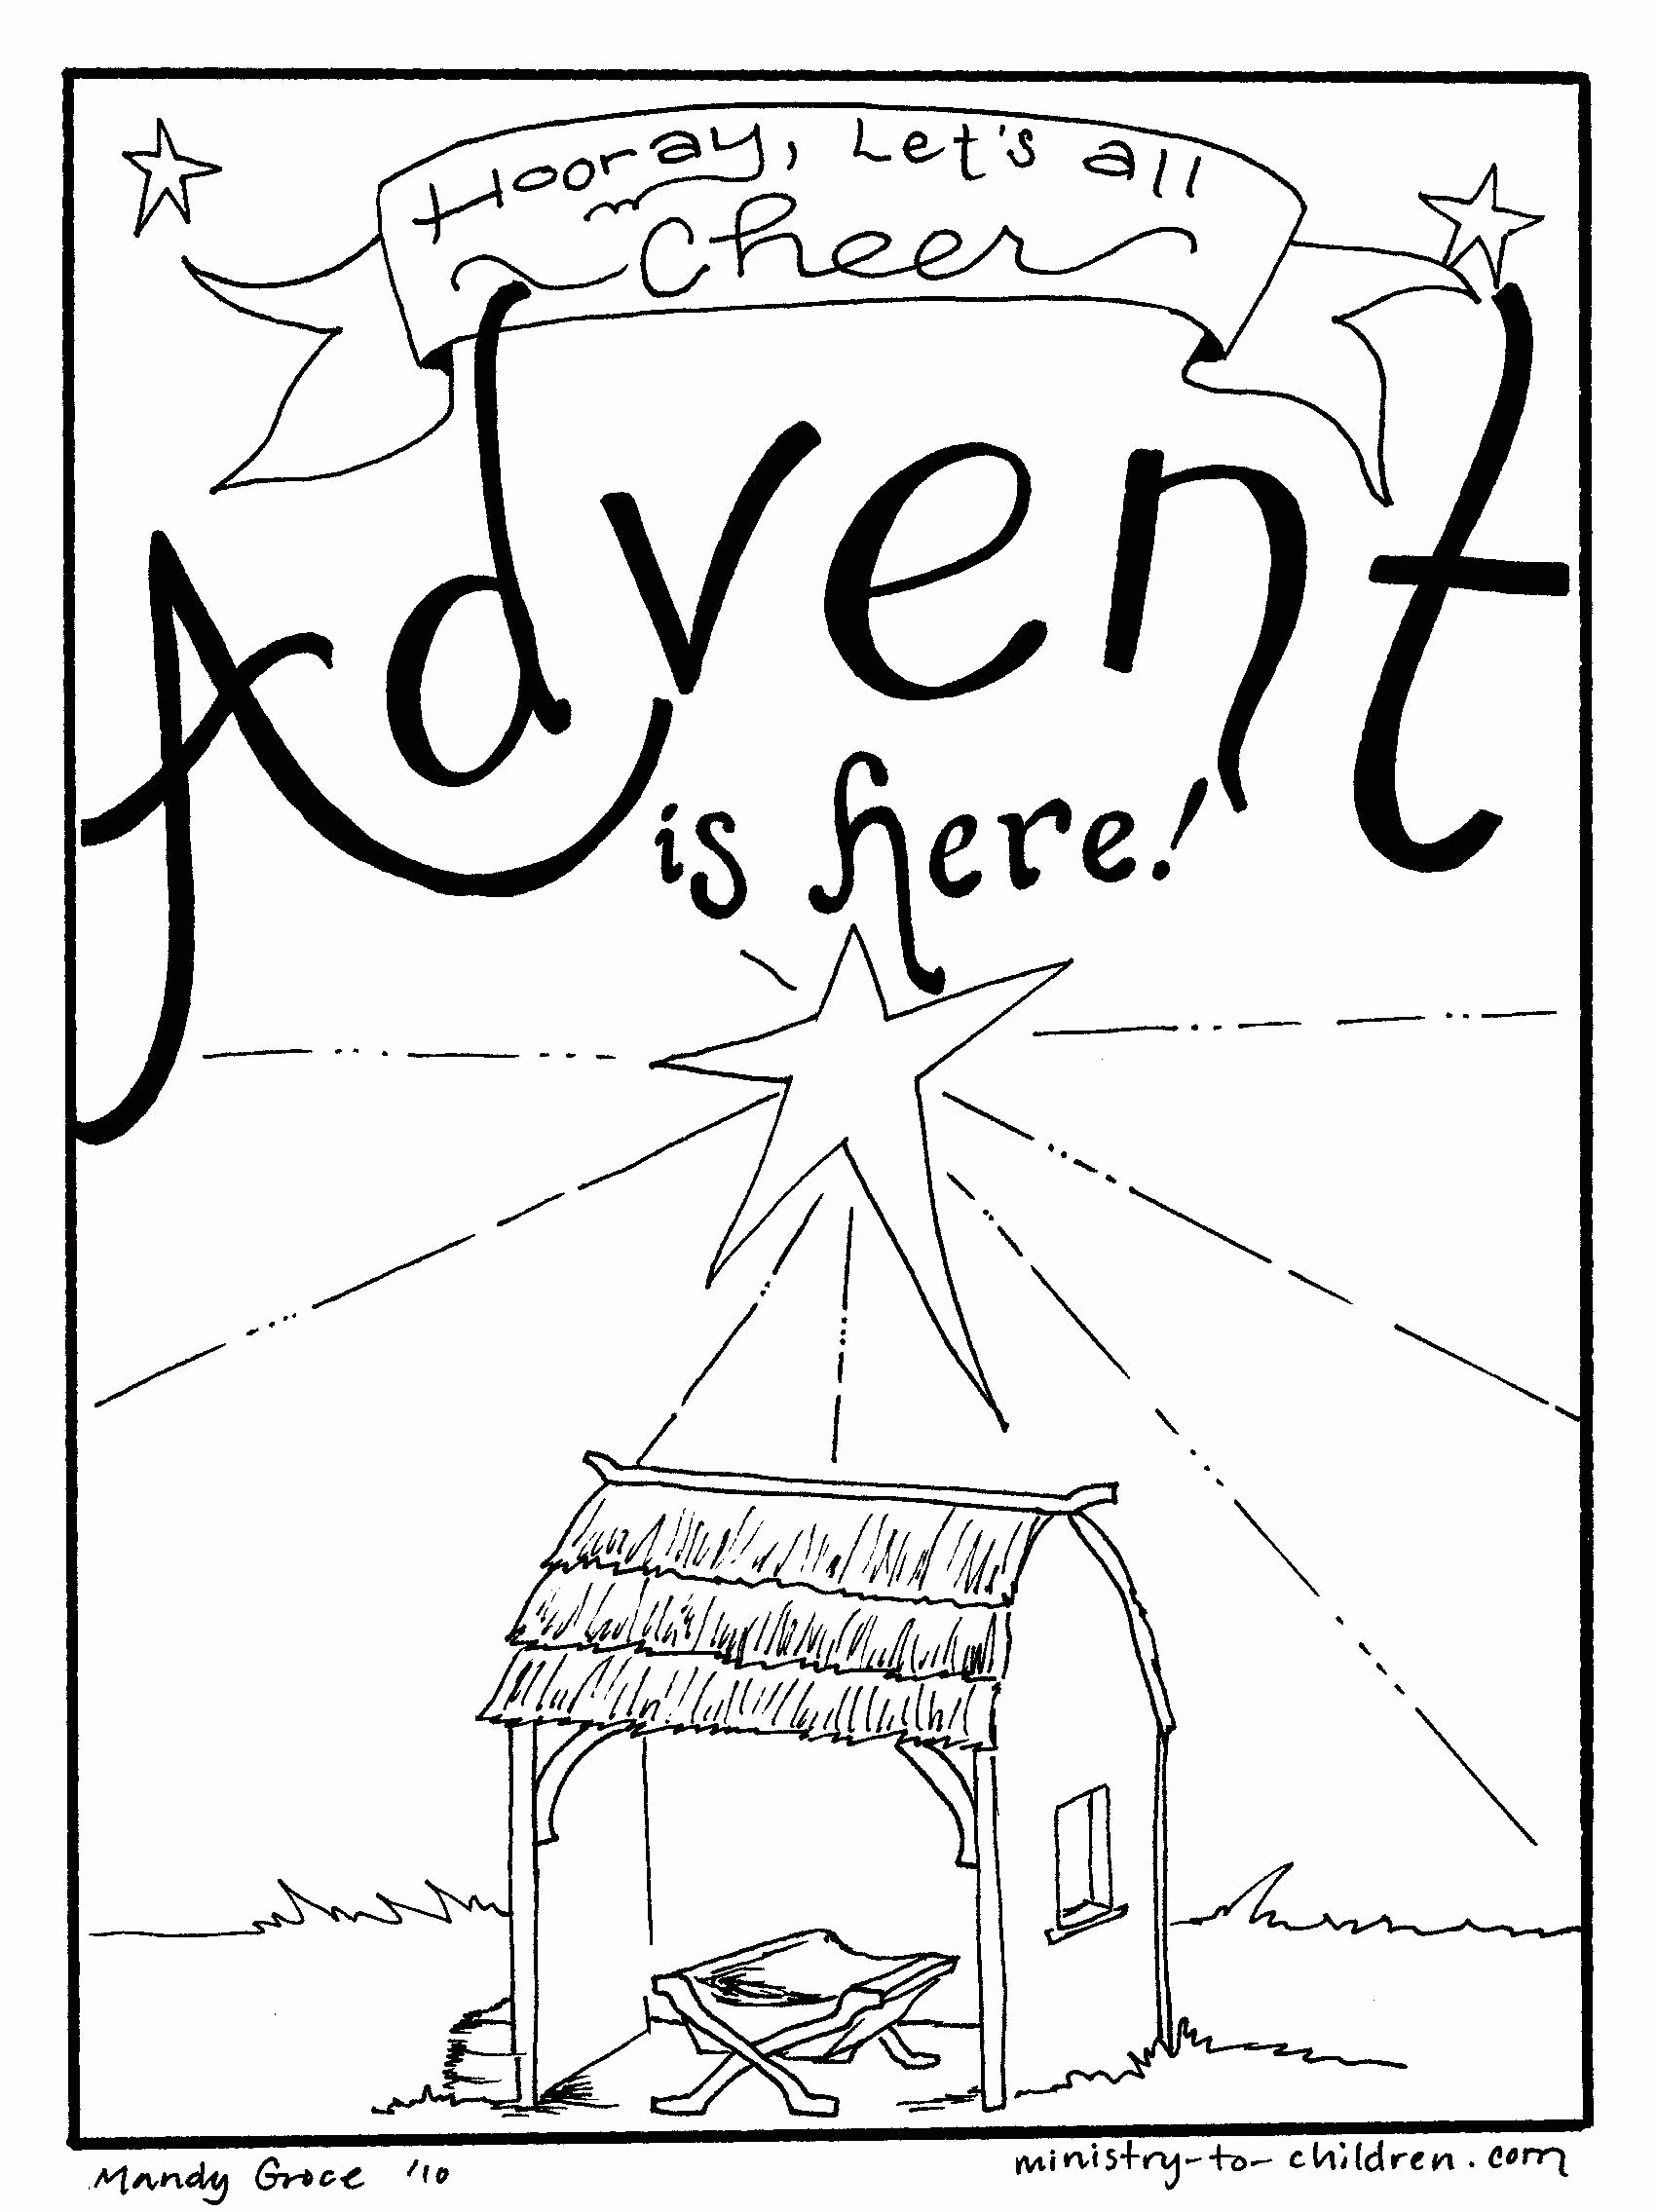 Hooray, Let's all
Cheer
Advent
is here!
Mandy Groce '10
ministry-to-children.com